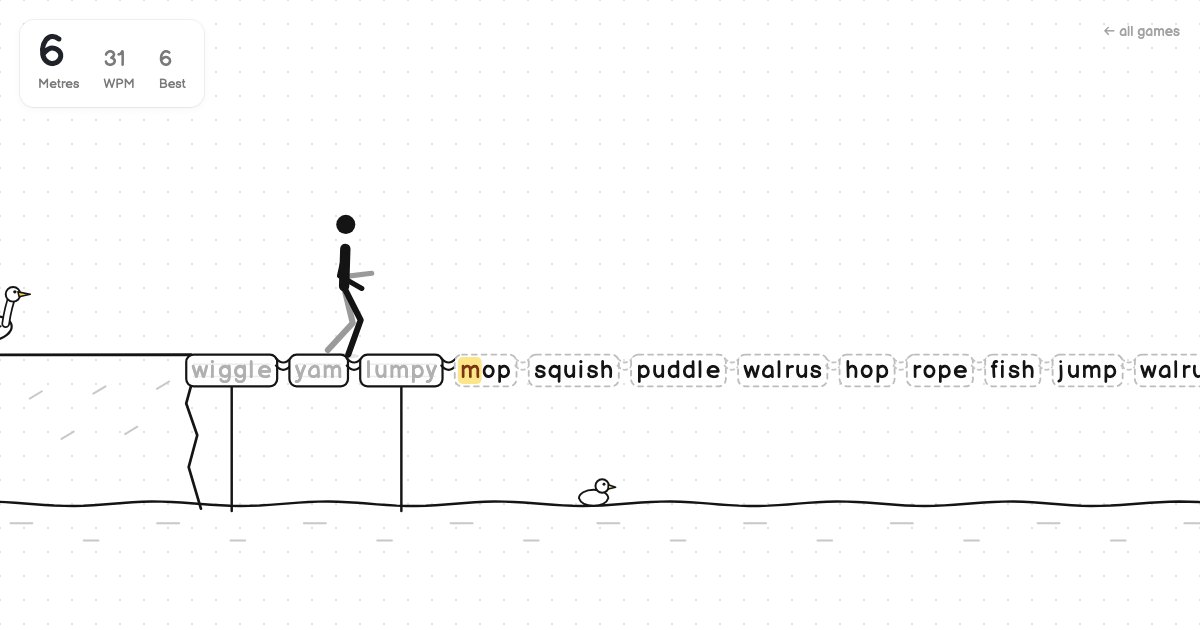 6 31 6
Metres WPM Best
← all games
wiggle yam lumpy mop squish puddle walrus hop rope fish jump walru